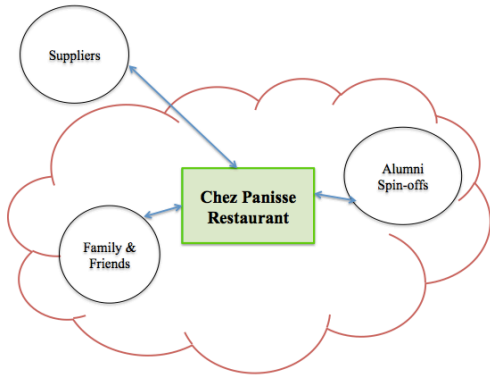 Suppliers
Alumni
Spin-offs
Chez Panisse
Restaurant
Family &
Friends